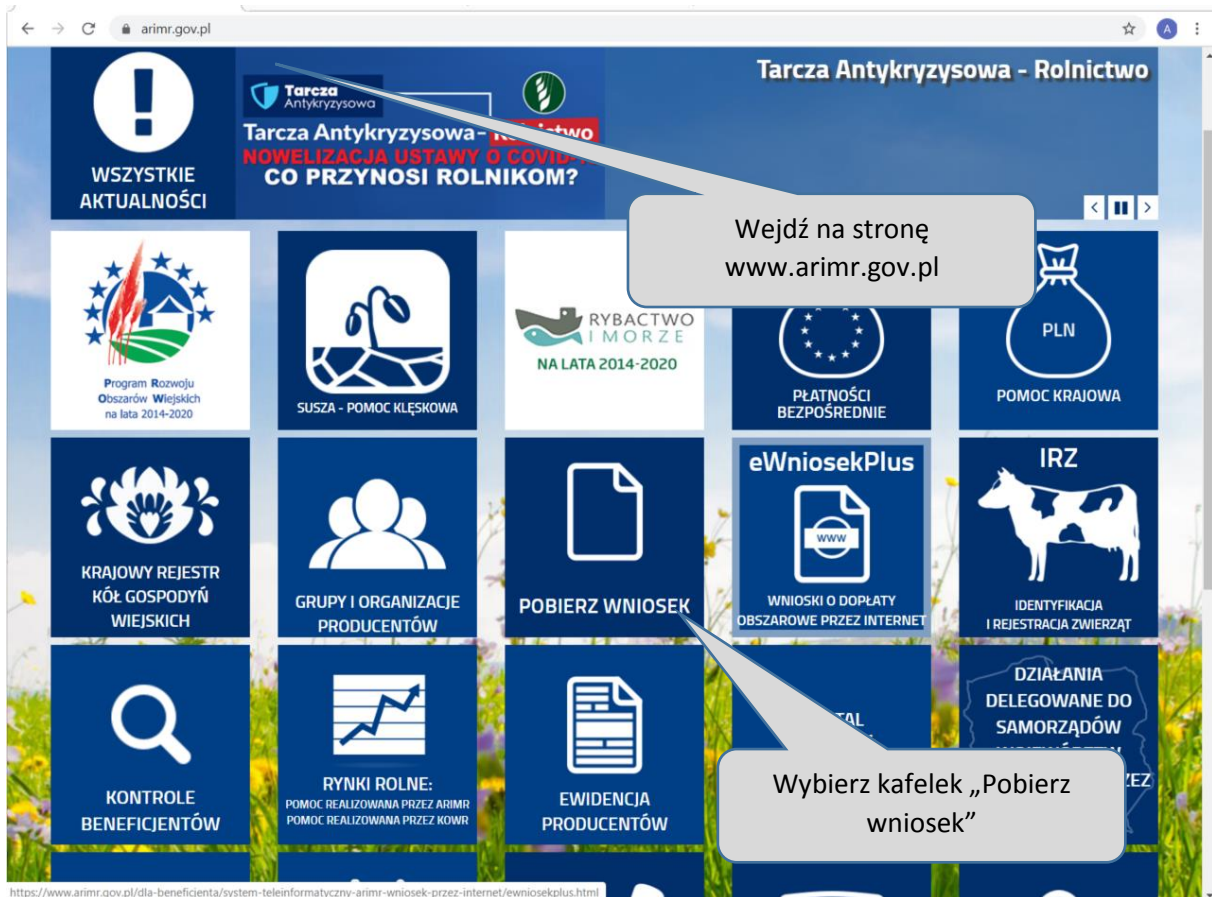 arimr.gov.pl
A
Tarcza Antykryzysowa - Rolnictwo
Tarcza
Antykryzysowa
Tarcza Antykryzysowa-
NOWELIZACJA USTAWY O
CO PRZYNOSI ROLNIKOM?
WSZYSTKIE
AKTUALNOŚCI
Wejdź na stronę
www.arimr.gov.pl
Program Rozwoju
Obszarów Wiejskich
na lata 2014-2020
SUSZA - POMOC KLĘSKOWA
RYBACTWO
I MORZE
NA LATA 2014-2020
PŁATNOŚCI
BEZPOŚREDNIE
PLN
POMOC KRAJOWA
KRAJOWY REJESTR
KÓŁ GOSPODYŃ
WIEJSKICH
GRUPY I ORGANIZACJE
PRODUCENTÓW
POBIERZ WNIOSEK
eWniosekPlus
www
WNIOSKI O DOPŁATY
OBSZAROWE PRZEZ INTERNET
IRZ
IDENTYFIKACJA
I REJESTRACJA ZWIERZĄT
KONTROLE
BENEFICJENTÓW
RYNKI ROLNE:
POMOC REALIZOWANA PRZEZ ARIMR
POMOC REALIZOWANA PRZEZ KOWR
EWIDENCJA
PRODUCENTÓW
DZIAŁANIA
DELEGOWANE DO
SAMORZĄDÓW
Wybierz kafelek „Pobierz
wniosek”
https://www.arimr.gov.pl/dla-beneficjenta/system-teleinformatyczny-arimr-wniosek-przez-internet/ewniosekplus.html